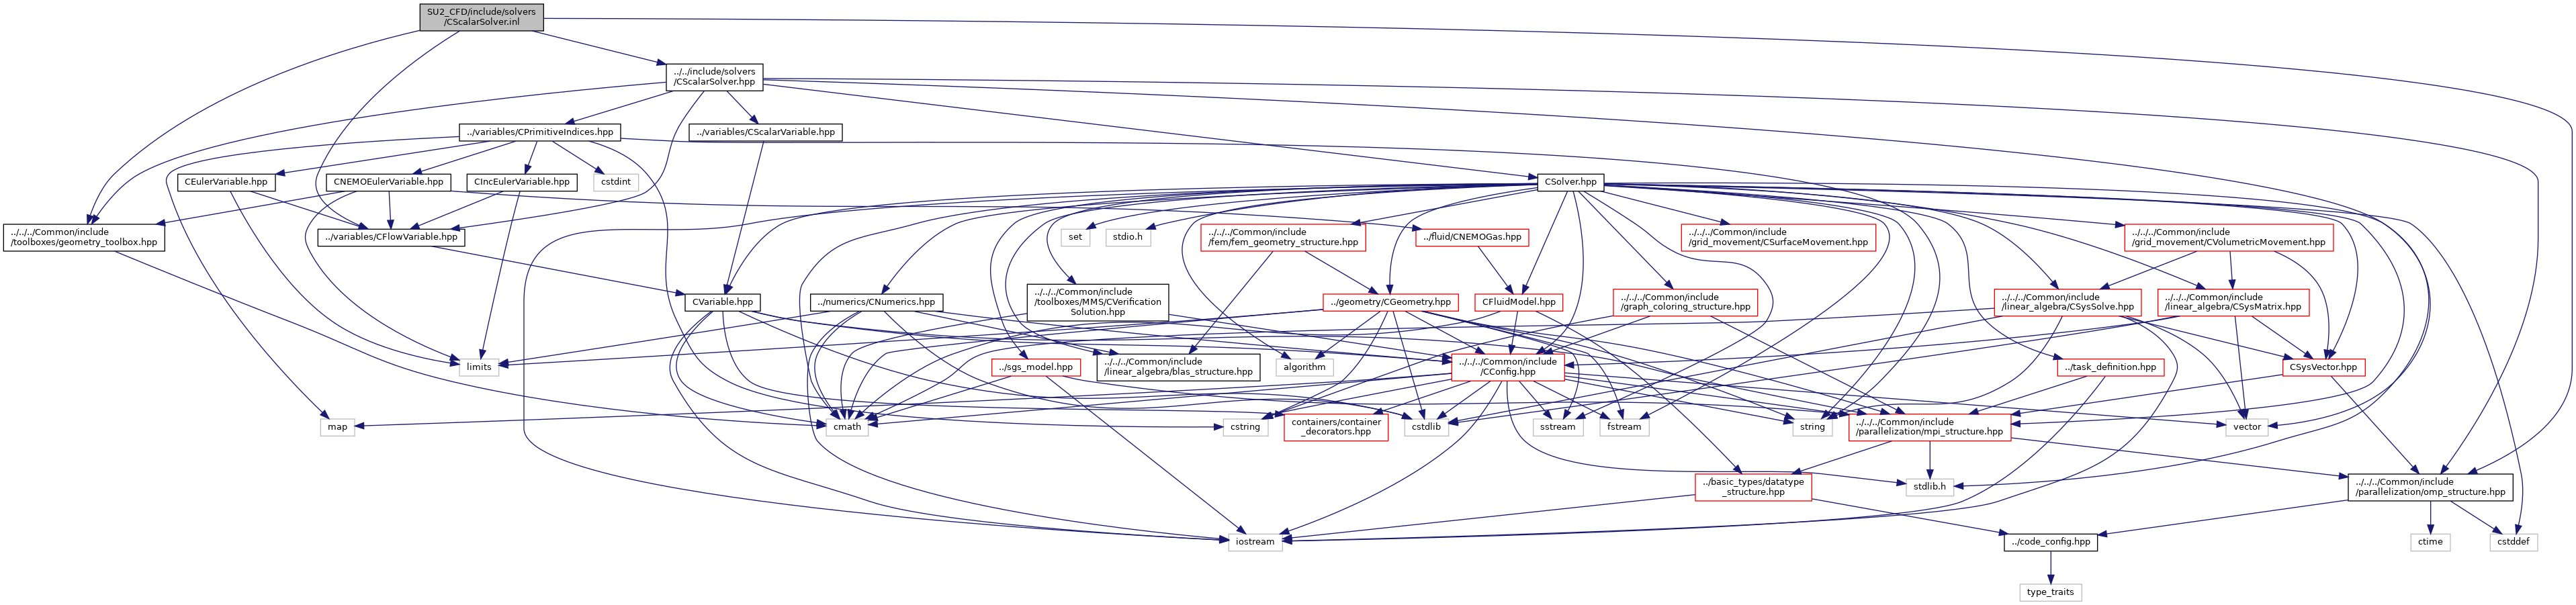 SU2_CFD/include/solvers
/CScalarSolver.inl
../../include/solvers
/CScalarSolver.hpp
../variables/CPrimitiveIndices.hpp
../variables/CScalarVariable.hpp
CEulerVariable.hpp
CNEMOEulerVariable.hpp
CIncEulerVariable.hpp
cstdint
CSolver.hpp
../../../Common/include
/toolboxes/geometry_toolbox.hpp
../variables/CFlowVariable.hpp
set
stdio.h
../../../Common/include
/fem/fem_geometry_structure.hpp
../fluid/CNEMOGas.hpp
../../../Common/include
/grid_movement/CSurfaceMovement.hpp
../../../Common/include
/grid_movement/CVolumetricMovement.hpp
CVariable.hpp
../numerics/CNumerics.hpp
../../../Common/include
/toolboxes/MMS/CVerification
Solution.hpp
../geometry/CGeometry.hpp
CFluidModel.hpp
../../../Common/include
/graph_coloring_structure.hpp
../../../Common/include
/linear_algebra/CSysSolve.hpp
../../../Common/include
/linear_algebra/CSysMatrix.hpp
limits
../sgs_model.hpp
../../../Common/include
/linear_algebra/blas_structure.hpp
algorithm
../../../Common/include
/CConfig.hpp
../task_definition.hpp
CSysVector.hpp
map
cmath
cstring
containers/container
_decorators.hpp
cstdlib
sstream
fstream
string
../../../Common/include
/parallelization/mpi_structure.hpp
vector
../basic_types/datatype
_structure.hpp
stdlib.h
../../../Common/include
/parallelization/omp_structure.hpp
iostream
../code_config.hpp
ctime
cstddef
type_traits